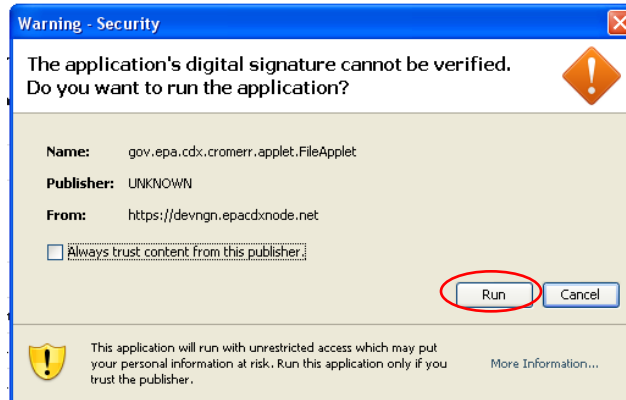 Warning - Security
The application's digital signature cannot be verified.
Do you want to run the application?
Name: gov.epa.cdx.cromerr.applet.FileApplet
Publisher: UNKNOWN
From: https://devngn.epacdxnode.net
Always trust content from this publisher.
Run Cancel
This application will run with unrestricted access which may put
your personal information at risk. Run this application only if you
trust the publisher.
More Information...